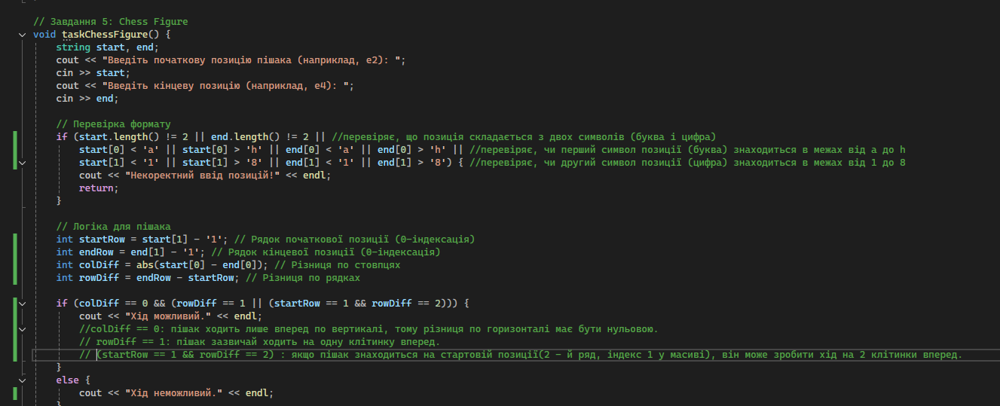 // Завдання 5: Chess Figure
void taskChessFigure() {
string start, end;
cout << "Введіть початкову позицію пішака (наприклад, e2): ";
cin >> start;
cout << "Введіть кінцеву позицію (наприклад, e4): ";
cin >> end;
// Перевірка формату
if (start.length() != 2 || end.length() != 2 || //перевіряє, що позиція складається з двох символів (буква і цифра)
start[0] < 'a' || start[0] > 'h' || end[0] < 'a' || end[0] > 'h' || //перевіряє, чи перший символ позиції (буква) знаходиться в межах від a до h
start[1] < '1' || start[1] > '8' || end[1] < '1' || end[1] > '8') { //перевіряє, чи другий символ позиції (цифра) знаходиться в межах від 1 до 8
cout << "Некоректний ввід позицій!" << endl;
return;
}
// Логіка для пішака
int startRow = start[1] - '1'; // Рядок початкової позиції (0-індексація)
int endRow = end[1] - '1'; // Рядок кінцевої позиції (0-індексація)
int colDiff = abs(start[0] - end[0]); // Різниця по стовпцях
int rowDiff = endRow - startRow; // Різниця по рядках
if (colDiff == 0 && (rowDiff == 1 || (startRow == 1 && rowDiff == 2))) {
cout << "Хід можливий." << endl;
//colDiff == 0: пішак ходить лише вперед по вертикалі, тому різниця по горизонталі має бути нульовою.
// rowDiff == 1: пішак зазвичай ходить на одну клітинку вперед.
// (startRow == 1 && rowDiff == 2) : якщо пішак знаходиться на стартовій позиції(2 - й ряд, індекс 1 у масиві), він може зробити хід на 2 клітинки вперед.
}
else {
cout << "Хід неможливий." << endl;
}